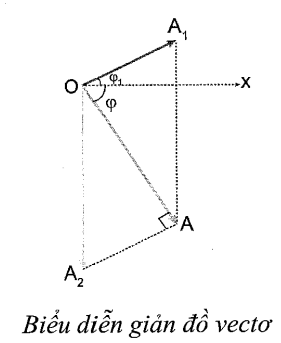 A₁
φ₁
O
x
φ
A
A₂
Biểu diễn giản đồ vectơ